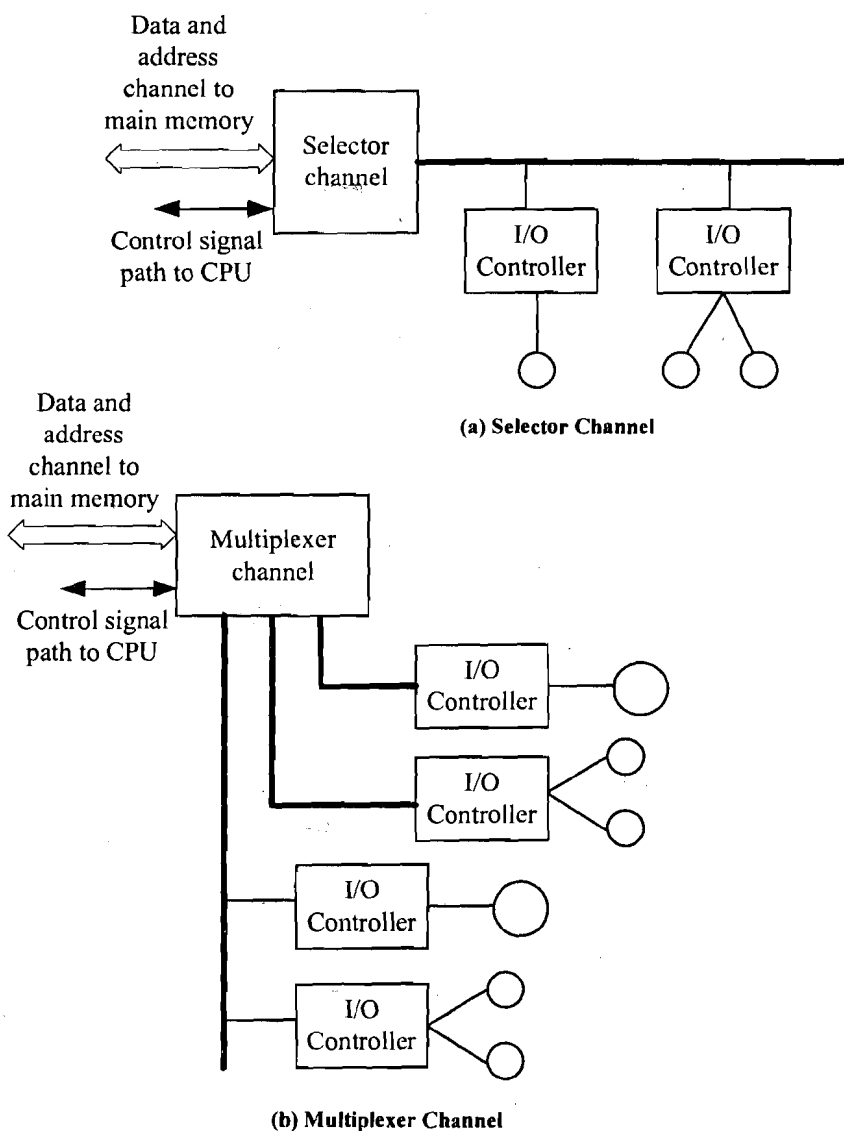 Data and
address
channel to
main memory
Selector
channel
Control signal
path to CPU
I/O
Controller
I/O
Controller
(a) Selector Channel
Data and
address
channel to
main memory
Multiplexer
channel
Control signal
path to CPU
I/O
Controller
I/O
Controller
I/O
Controller
I/O
Controller
(b) Multiplexer Channel